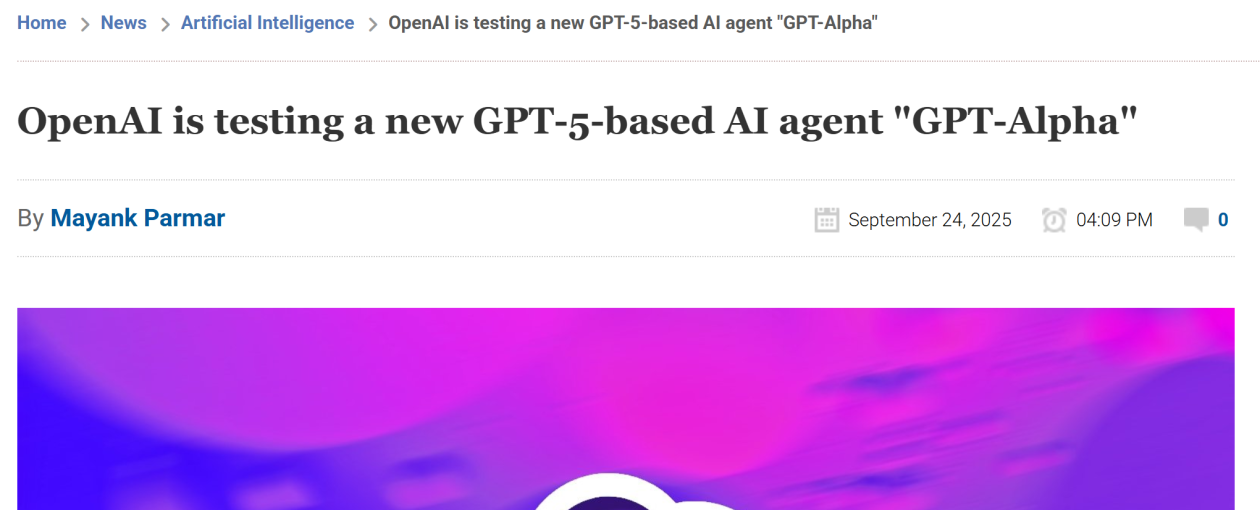 Home > News > Artificial Intelligence > OpenAI is testing a new GPT-5-based AI agent "GPT-Alpha"
OpenAI is testing a new GPT-5-based AI agent "GPT-Alpha"
By Mayank Parmar
September 24, 2025 04:09 PM 0